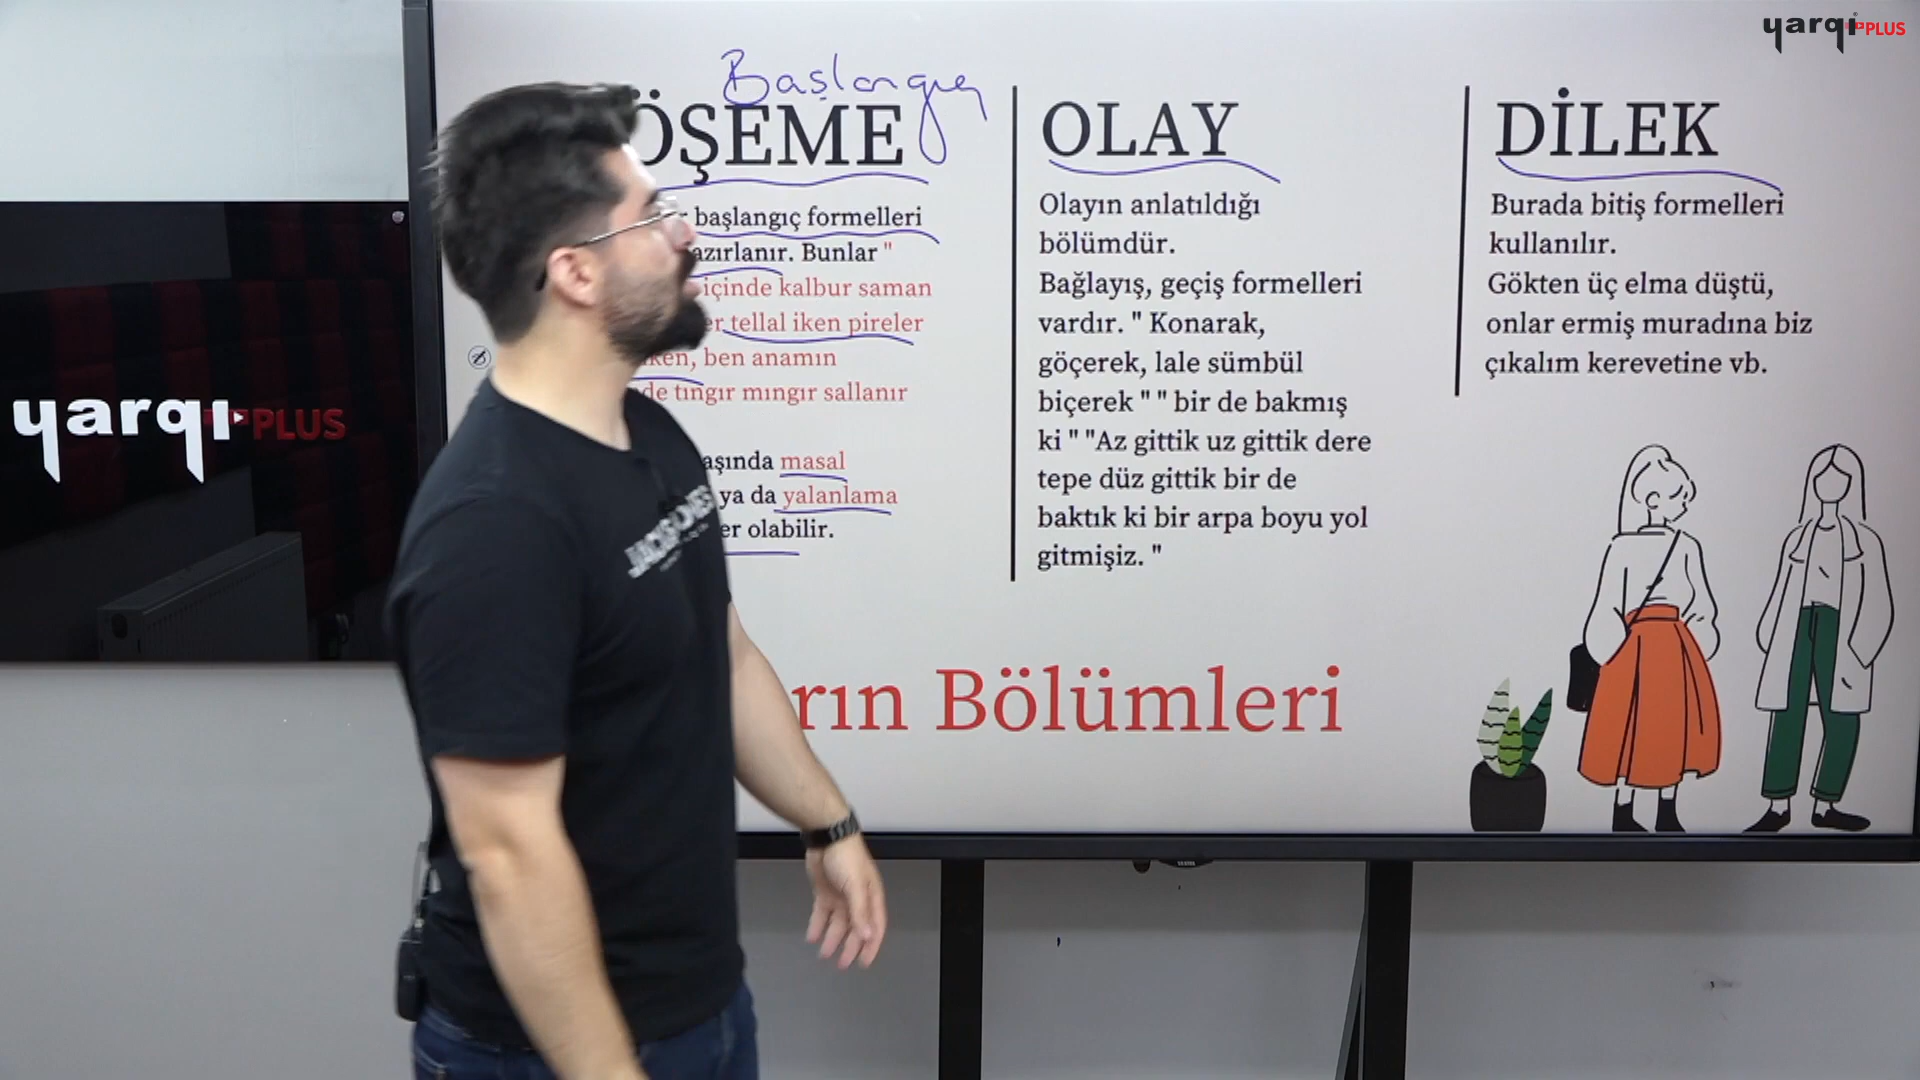 yarqı PLUS
yarqı PLUS
Başlangıç
ÖŞEME
başlangıç formelleri
azırlanır. Bunlar "
içinde kalbur saman
er tellal iken pireler
ken, ben anamın
de tıngır mıngır sallanır
aşında masal
ya da yalanlama
er olabilir.
OLAY
Olayın anlatıldığı
bölümdür.
Bağlayış, geçiş formelleri
vardır. " Konarak,
göçerek, lale sümbül
biçerek " " bir de bakmış
ki " "Az gittik uz gittik dere
tepe düz gittik bir de
baktık ki bir arpa boyu yol
gitmişiz. "
DİLEK
Burada bitiş formelleri
kullanılır.
Gökten üç elma düştü,
onlar ermiş muradına biz
çıkalım kerevetine vb.
rın Bölümleri